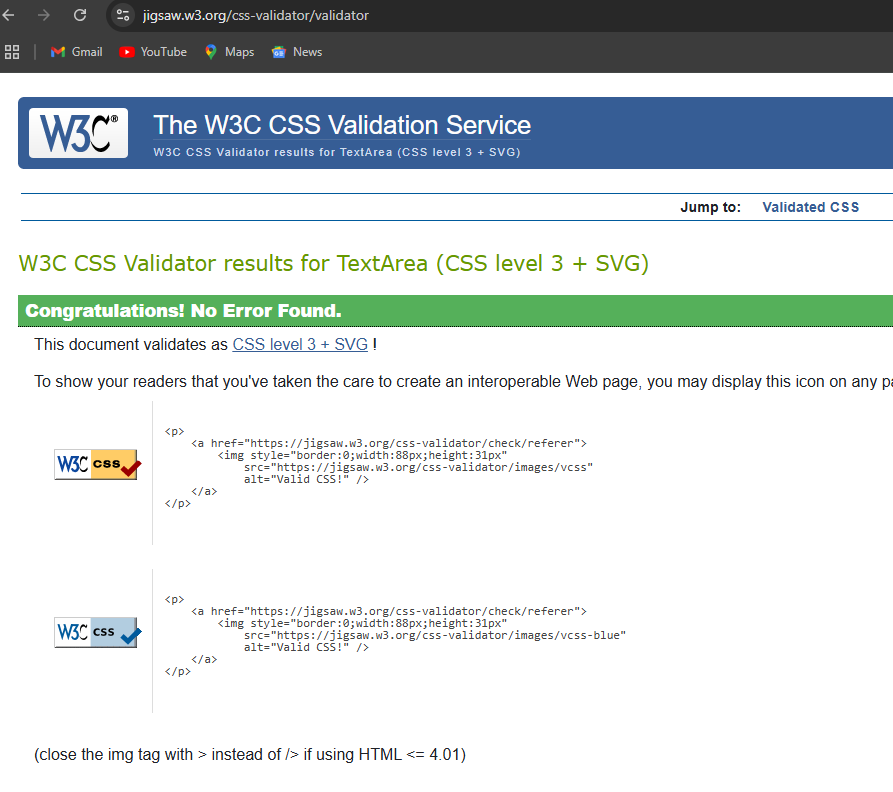 jigsaw.w3.org/css-validator/validator
Gmail YouTube Maps News
W3C®
The W3C CSS Validation Service
W3C CSS Validator results for TextArea (CSS level 3 + SVG)
Jump to: Validated CSS
W3C CSS Validator results for TextArea (CSS level 3 + SVG)
Congratulations! No Error Found.
This document validates as CSS level 3 + SVG !
To show your readers that you've taken the care to create an interoperable Web page, you may display this icon on any
<p>
<a href="https://jigsaw.w3.org/css-validator/check/referer">
<img style="border:0;width:88px;height:31px"
W3C css
src="https://jigsaw.w3.org/css-validator/images/vcss"
alt="Valid CSS!" />
</a>
</p>
<p>
<a href="https://jigsaw.w3.org/css-validator/check/referer">
<img style="border:0;width:88px;height:31px"
W3C css
src="https://jigsaw.w3.org/css-validator/images/vcss-blue"
alt="Valid CSS!" />
</a>
</p>
(close the img tag with > instead of /> if using HTML <= 4.01)